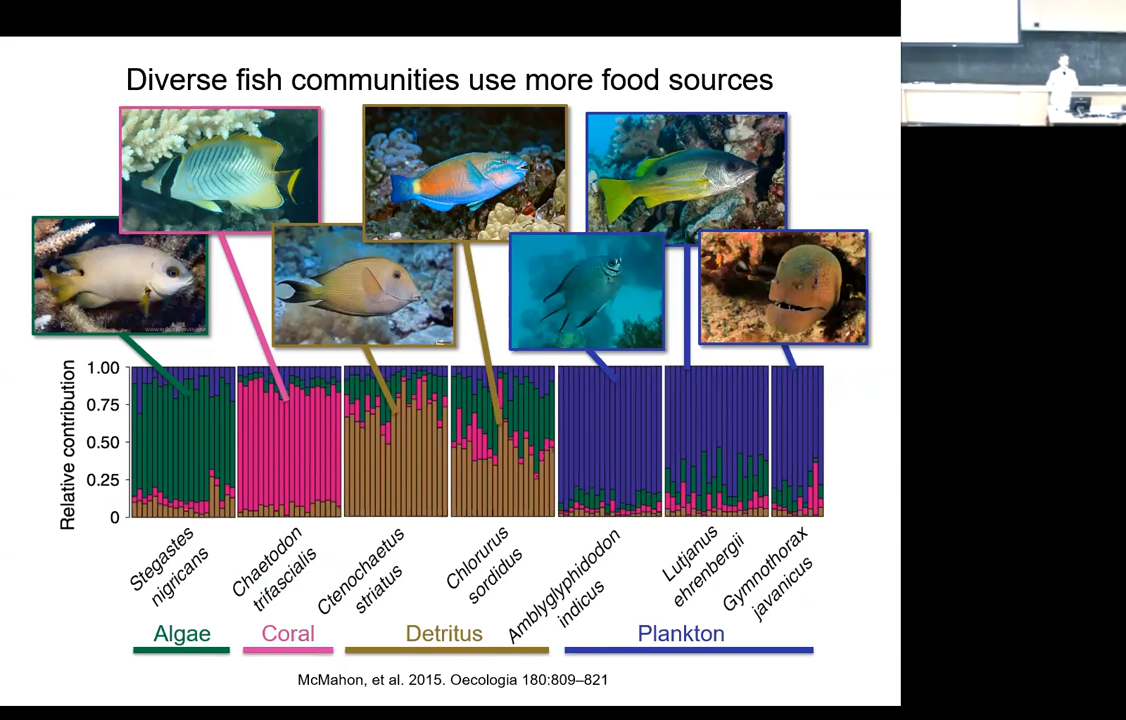 Diverse fish communities use more food sources
Relative contribution
1.00
0.75
0.50
0.25
0
Stegastes
nigricans
Chaetodon
trifascialis
Ctenochaetus
striatus
Chlorurus
sordidus
Amblyglyphidodon
indicus
Lutjanus
ehrenbergii
Gymnothorax
javanicus
Algae
Coral
Detritus
Plankton
McMahon, et al. 2015. Oecologia 180:809–821